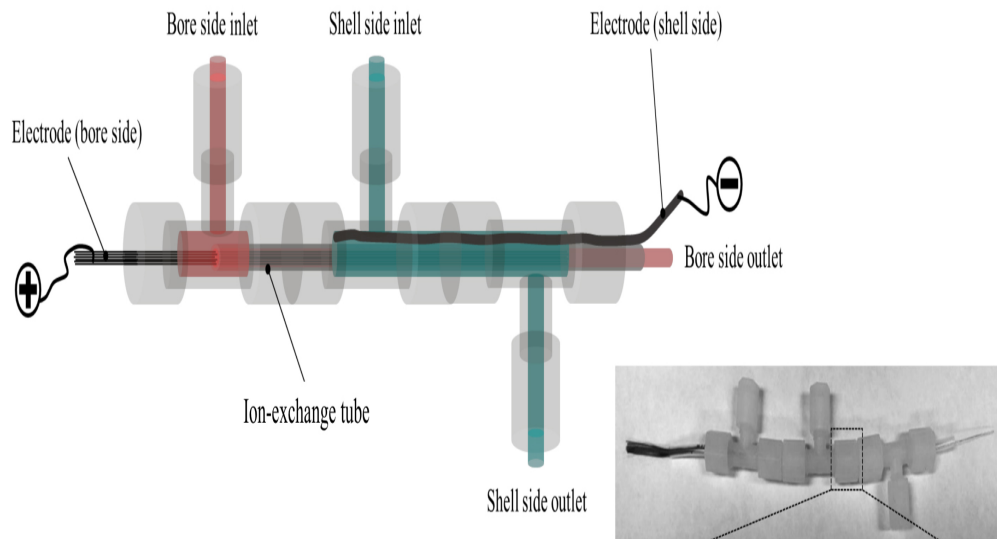 Bore side inlet
Shell side inlet
Electrode (shell side)
Electrode (bore side)
Bore side outlet
Ion-exchange tube
Shell side outlet